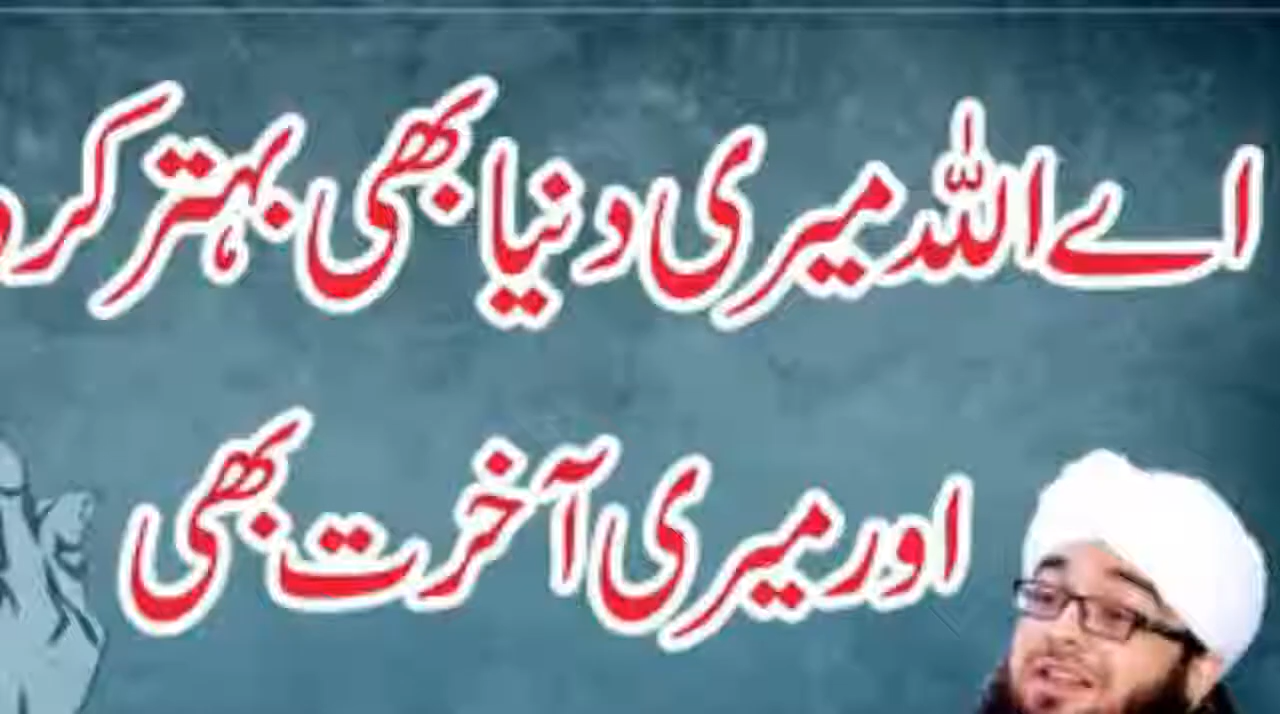 اے اللہ میری دنیا بھی بہتر کر
اور میری آخرت بھی